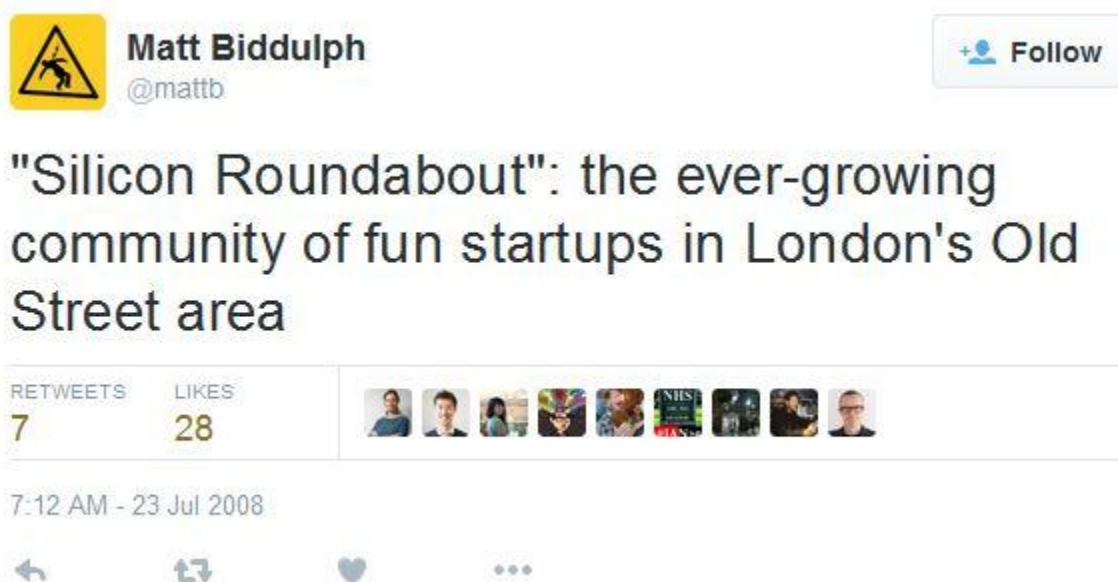 Matt Biddulph
@mattb
Follow
"Silicon Roundabout": the ever-growing
community of fun startups in London's Old
Street area
RETWEETS LIKES
7 28
NHS
7:12 AM - 23 Jul 2008